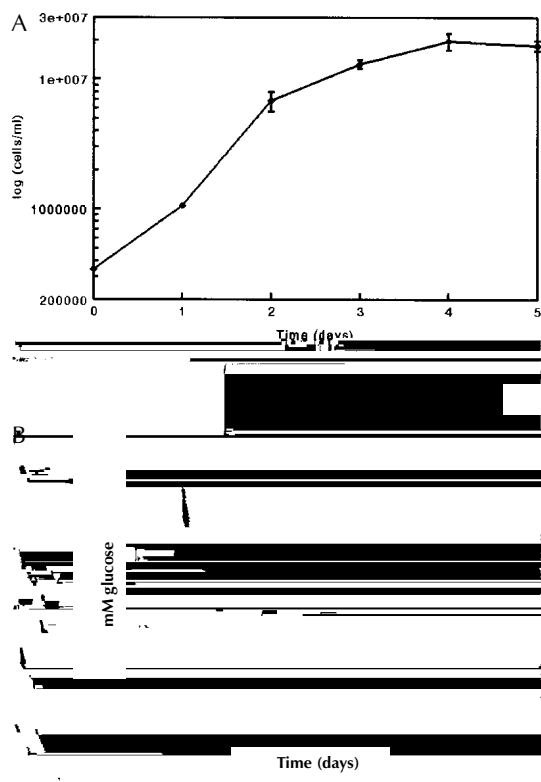 A
3e+007
1e+007
1000000
200000
log (cells/ml)
0 1 2 3 4 5
Time (days)
B
mM glucose
Time (days)